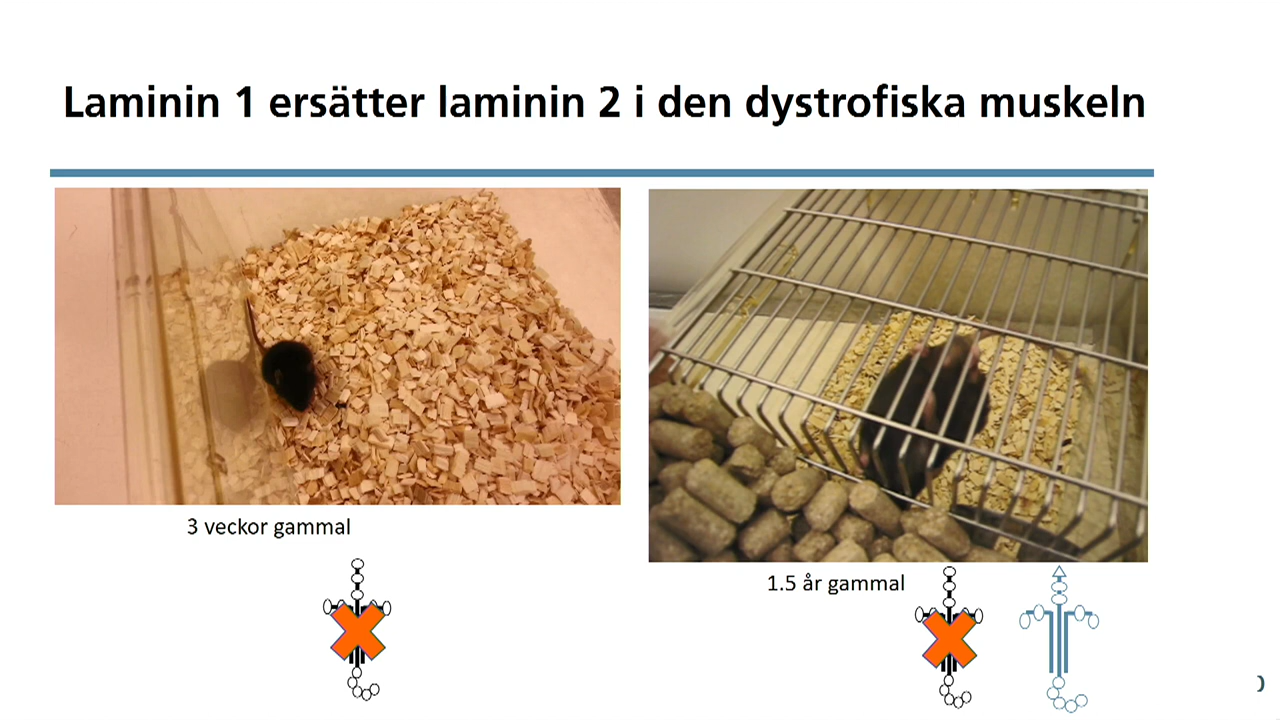 Laminin 1 ersätter laminin 2 i den dystrofiska muskeln
3 veckor gammal
1.5 år gammal